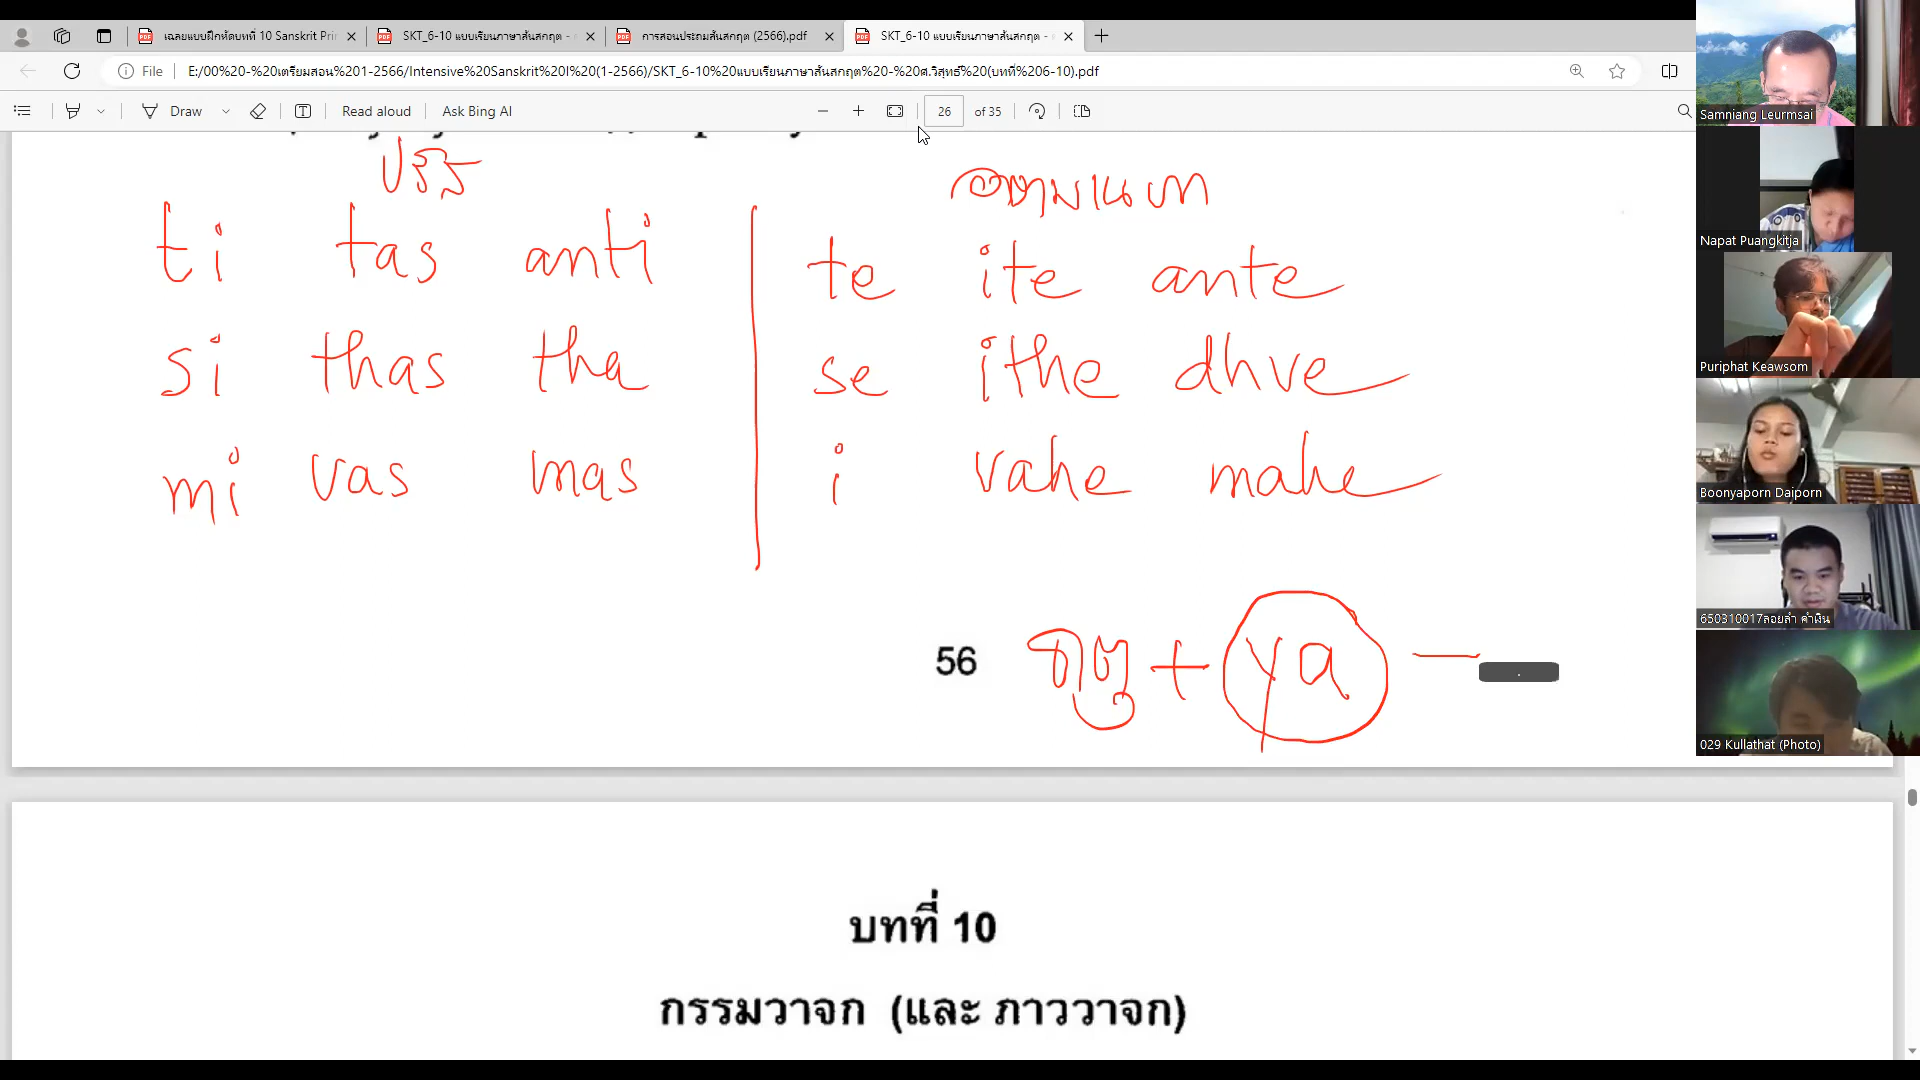 เฉลยแบบฝึกหัดบทที่ 10 Sanskrit Prin SKT_6-10 แบบเรียนภาษาสันสกฤต - การสอนประถมสันสกฤต (2566).pdf SKT_6-10 แบบเรียนภาษาสันสกฤต -
File E:/00%20-%20เตรียมสอน%201-2566/Intensive%20Sanskrit%20I%20(1-2566)/SKT_6-10%20แบบเรียนภาษาสันสกฤต%20-%20ศ.วิสุทธ์%20(บทที่%206-10).pdf
Draw Read aloud Ask Bing AI 26 of 35
อาตมเนบท
ti tas anti te ite ante
si thas tha se ithe dhve
mi vas mas i vahe mahe
56 ธาตุ + ya —
บทที่ 10
กรรมวาจก (และ ภาววาจก)
Samniang Leurmsai
Napat Puangkitja
Puriphat Keawsom
Boonyaporn Daiporn
650310017ลอยลำ คำผิน
029 Kullathat (Photo)